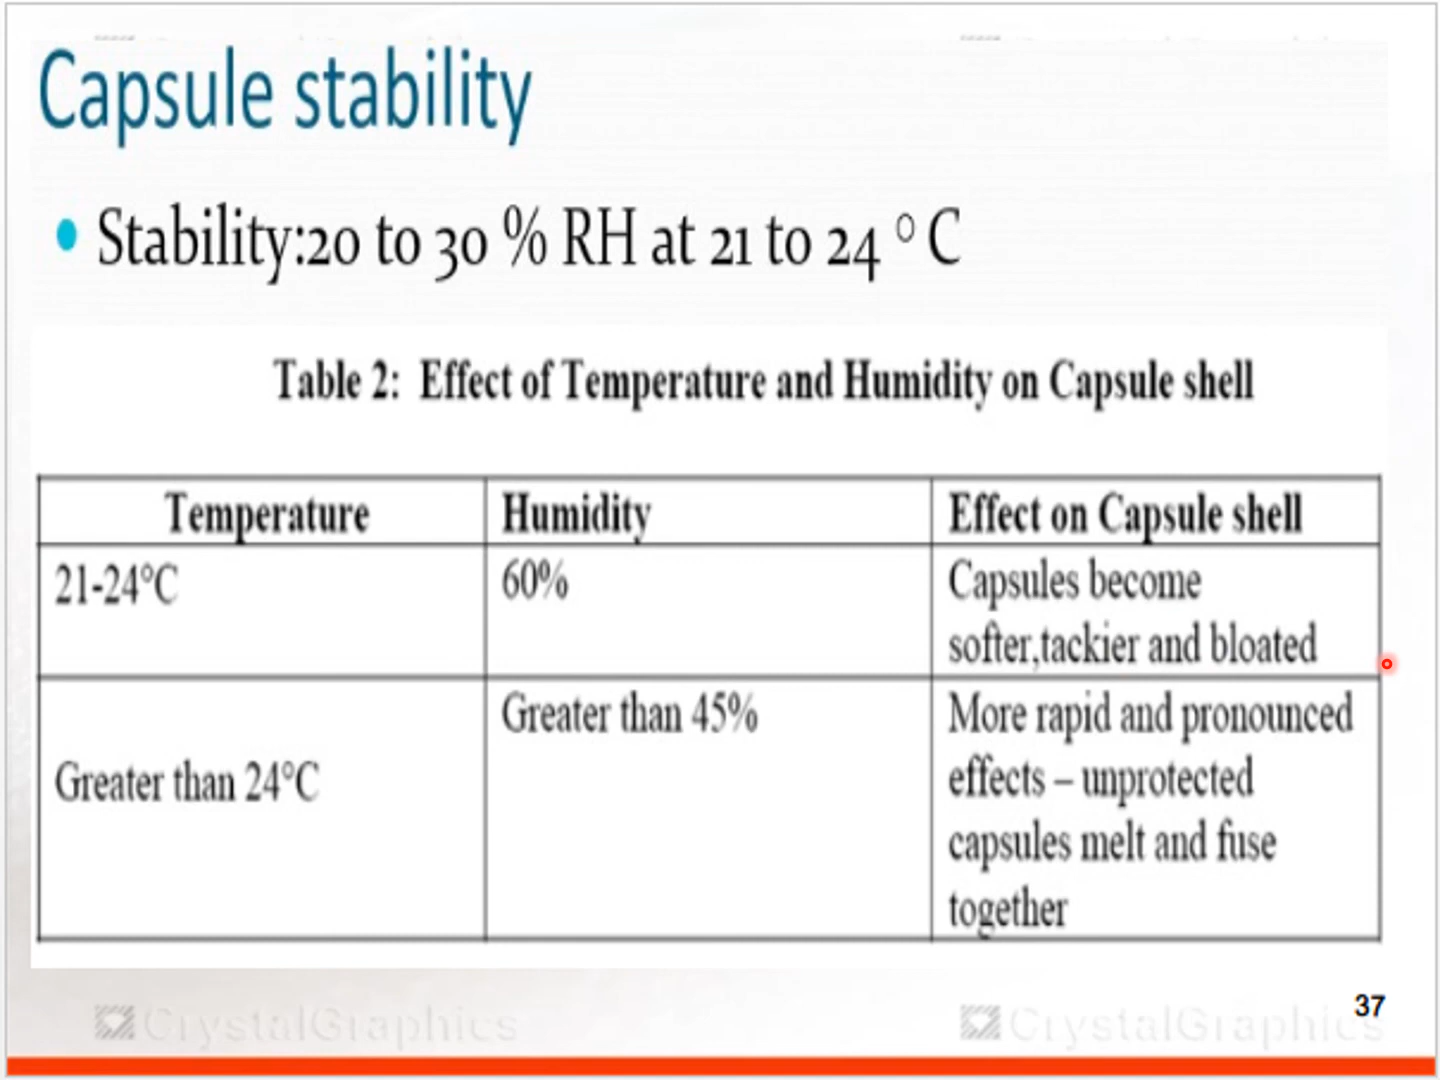 Capsule stability
• Stability:20 to 30 % RH at 21 to 24 ° C
Table 2: Effect of Temperature and Humidity on Capsule shell
Temperature Humidity Effect on Capsule shell
21-24°C 60% Capsules become
softer,tackier and bloated
Greater than 45% More rapid and pronounced
Greater than 24°C effects – unprotected
capsules melt and fuse
together
37
CrystalGraphics CrystalGraphics